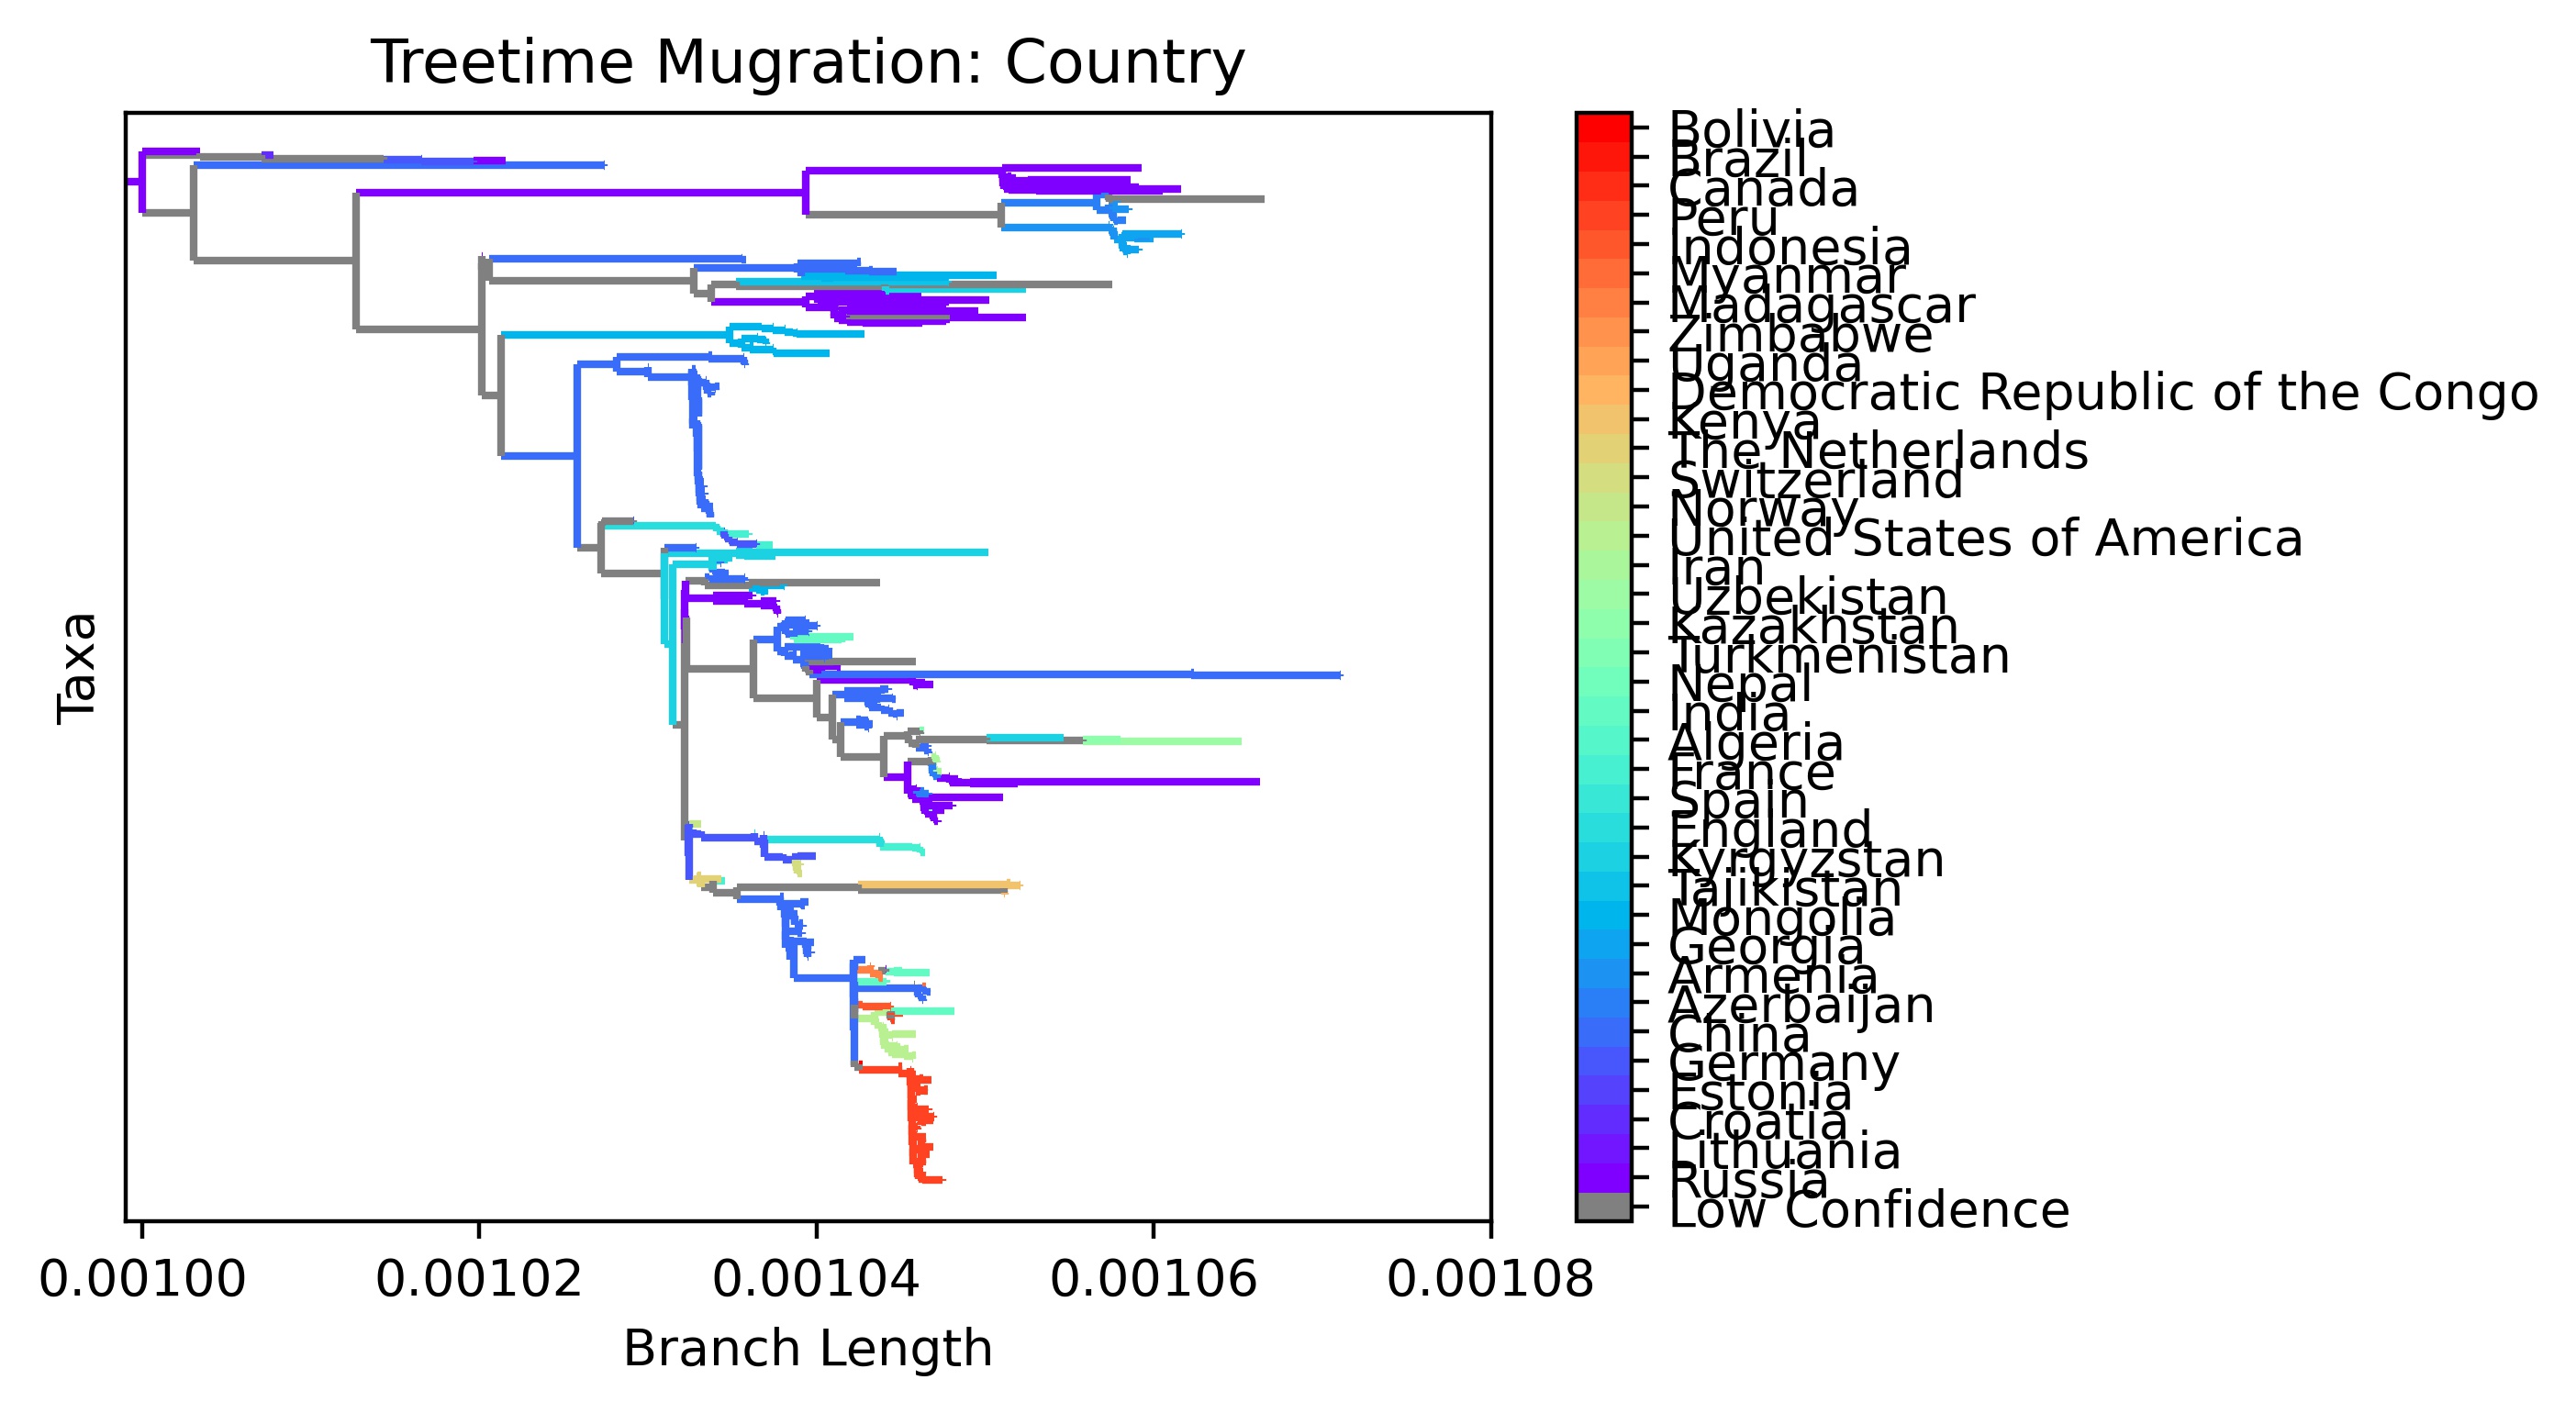 Treetime Mugration: Country
Taxa
0.00100 0.00102 0.00104 0.00106 0.00108
Branch Length
Bolivia
Brazil
Canada
Peru
Indonesia
Myanmar
Madagascar
Zimbabwe
Uganda
Democratic Republic of the Congo
Kenya
The Netherlands
Switzerland
Norway
United States of America
Iran
Uzbekistan
Kazakhstan
Turkmenistan
Nepal
India
Algeria
France
Spain
England
Kyrgyzstan
Tajikistan
Mongolia
Georgia
Armenia
Azerbaijan
China
Germany
Estonia
Croatia
Lithuania
Russia
Low Confidence